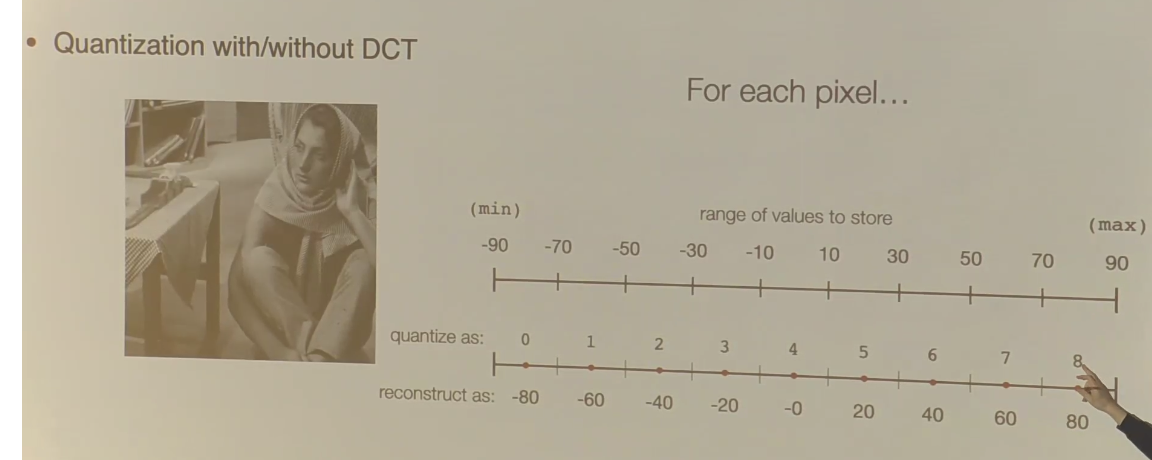 • Quantization with/without DCT
For each pixel...
(min) range of values to store (max)
-90 -70 -50 -30 -10 10 30 50 70 90
quantize as: 0 1 2 3 4 5 6 7 8
reconstruct as: -80 -60 -40 -20 -0 20 40 60 80